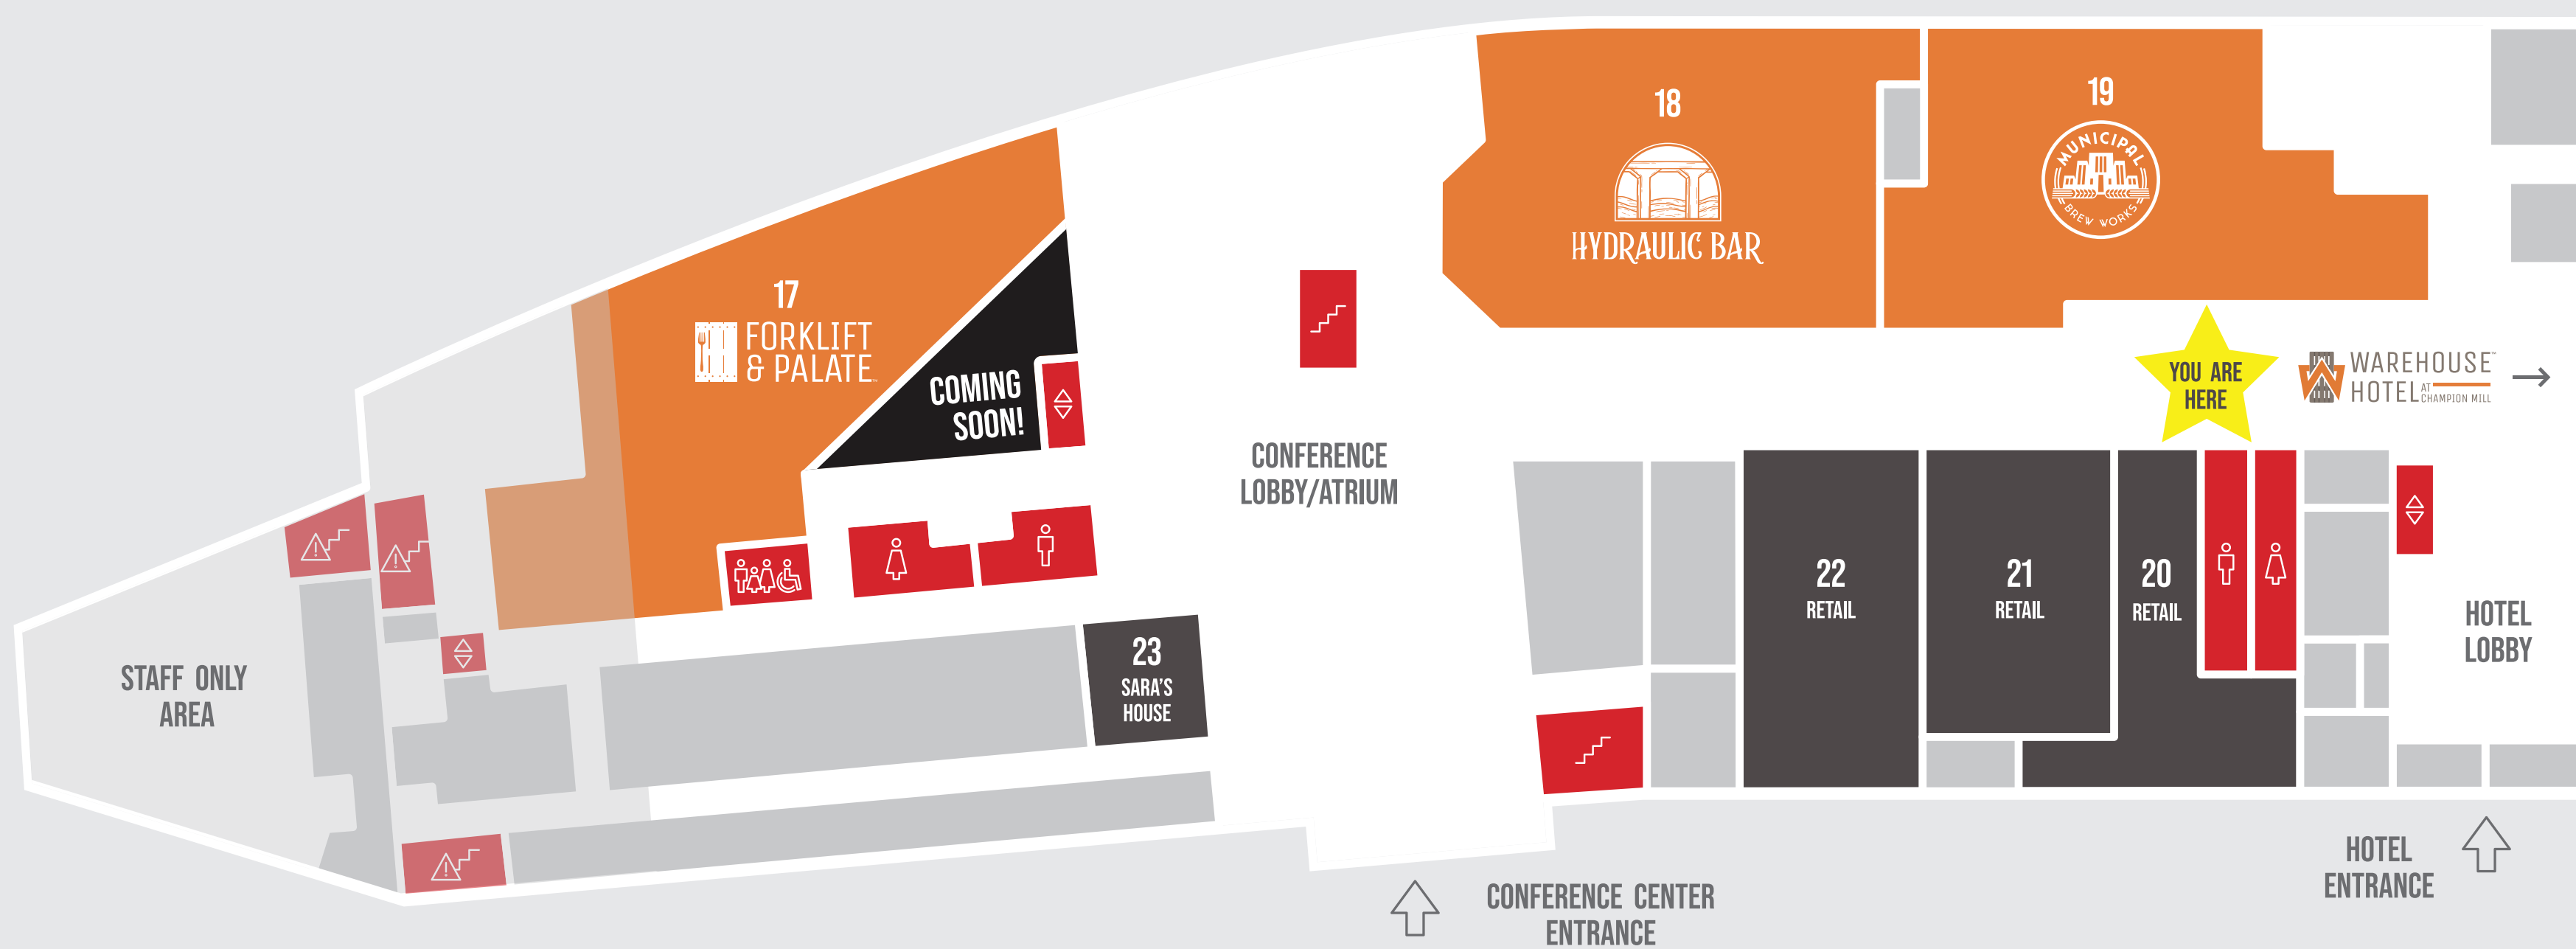 18
HYDRAULIC BAR
19
MUNICIPAL
BREW WORKS
17
FORKLIFT
& PALATE
COMING
SOON!
YOU ARE
HERE
WAREHOUSE™
HOTEL AT
CHAMPION MILL
CONFERENCE
LOBBY/ATRIUM
22
RETAIL
21
RETAIL
20
RETAIL
HOTEL
LOBBY
23
SARA'S
HOUSE
STAFF ONLY
AREA
HOTEL
ENTRANCE
CONFERENCE CENTER
ENTRANCE